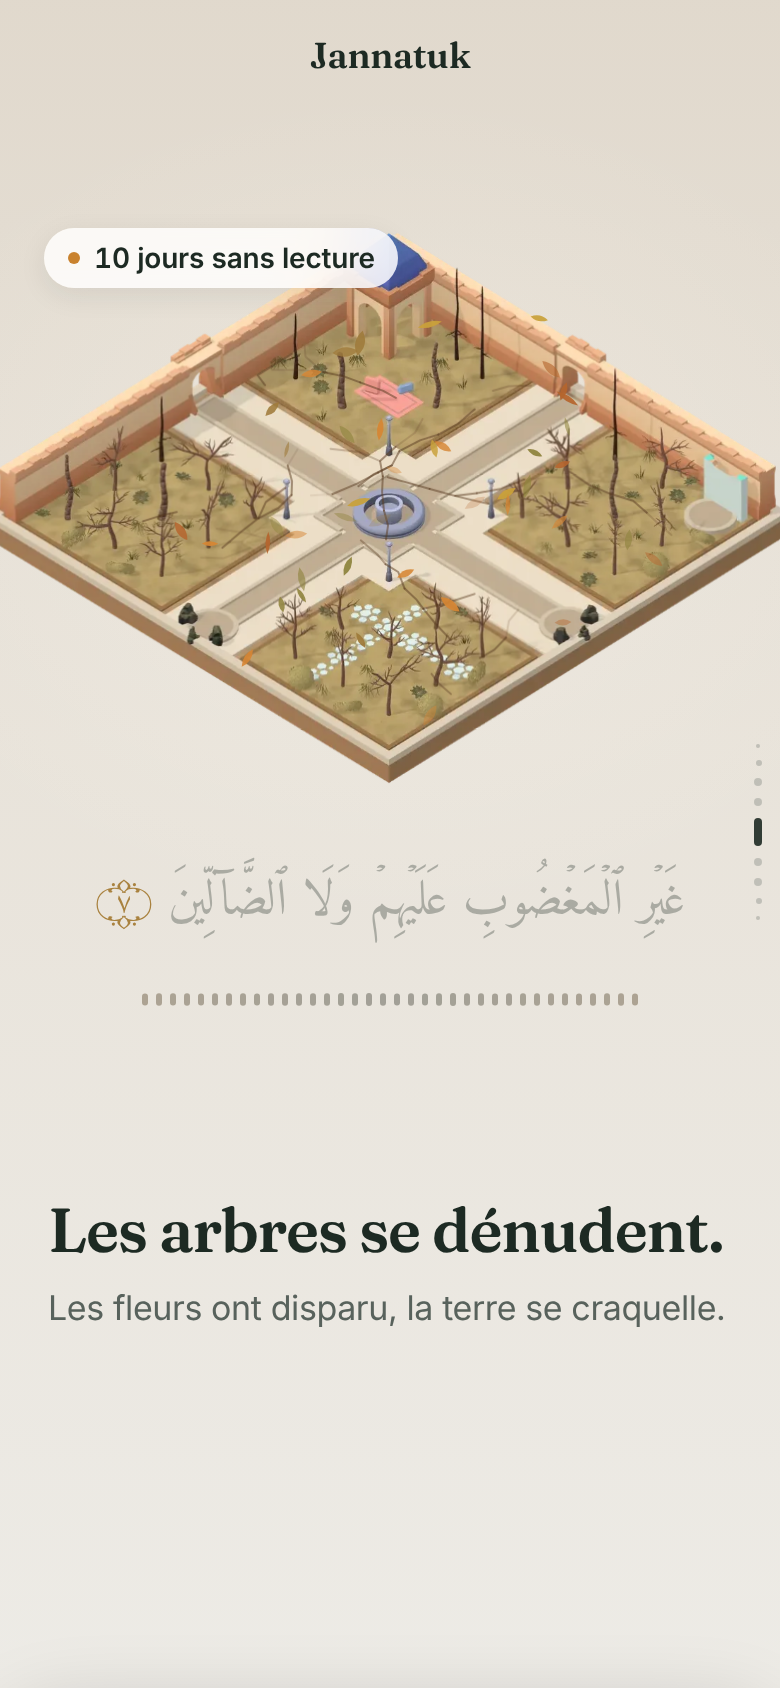 Jannatuk
10 jours sans lecture
غَيْرِ ٱلْمَغْضُوبِ عَلَيْهِمْ وَلَا ٱلضَّآلِّينَ ٧
Les arbres se dénudent.
Les fleurs ont disparu, la terre se craquelle.